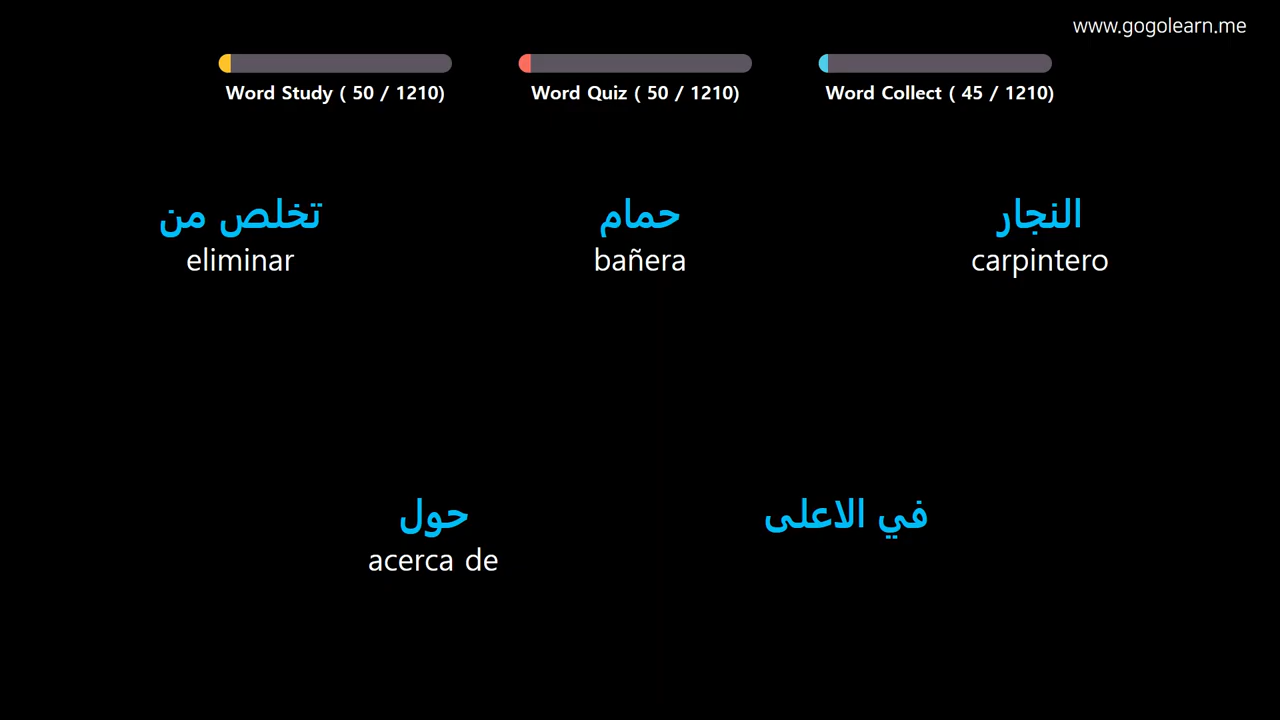 www.gogolearn.me
Word Study ( 50 / 1210)
Word Quiz ( 50 / 1210)
Word Collect ( 45 / 1210)
تخلص من
eliminar
حمام
bañera
النجار
carpintero
حول
acerca de
في الاعلى